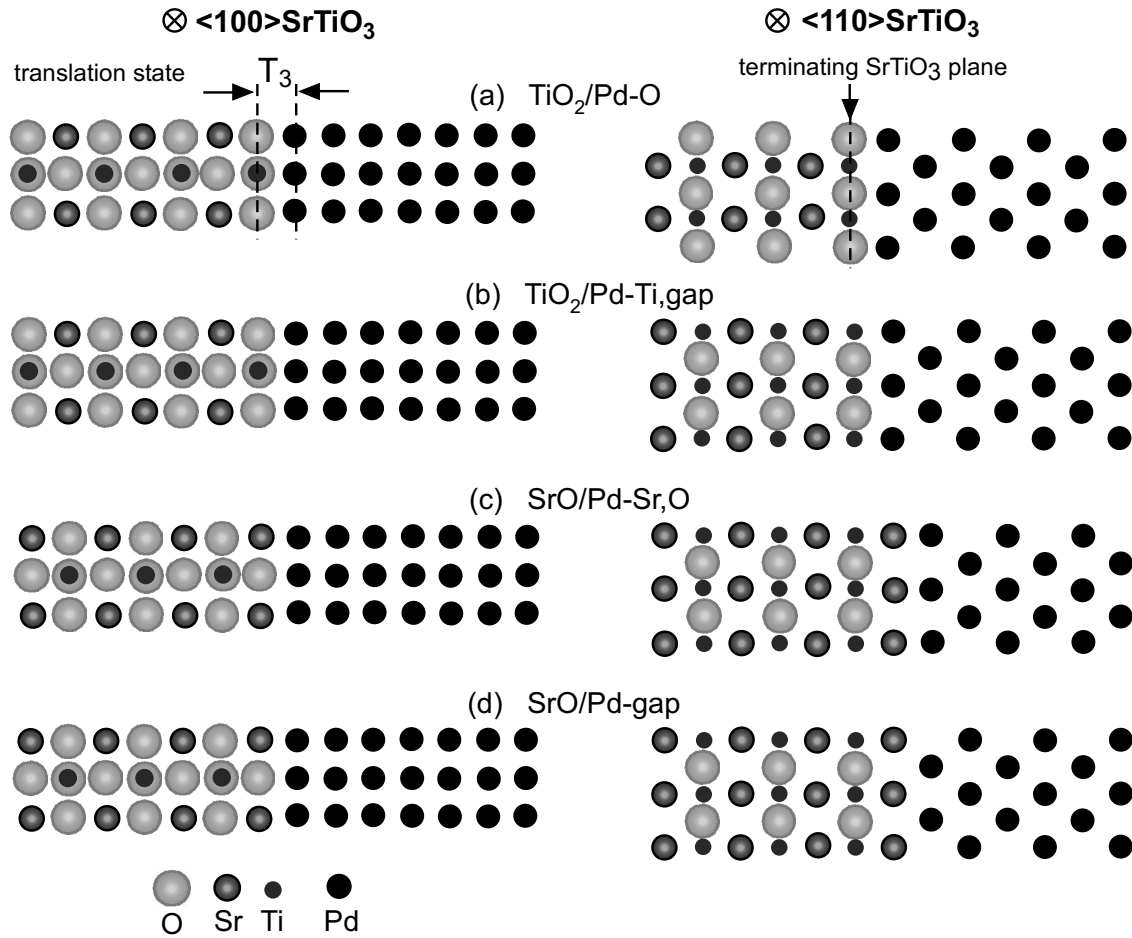 ⊗ <100>SrTiO₃
⊗ <110>SrTiO₃
translation state
T₃
terminating SrTiO₃ plane
(a) TiO₂/Pd-O
(b) TiO₂/Pd-Ti,gap
(c) SrO/Pd-Sr,O
(d) SrO/Pd-gap
O Sr Ti Pd